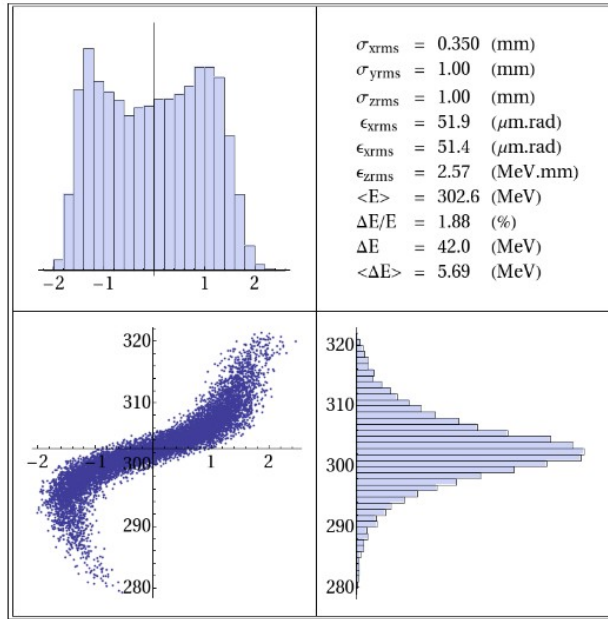 σxrms = 0.350 (mm)
σyrms = 1.00 (mm)
σzrms = 1.00 (mm)
ϵxrms = 51.9 (μm.rad)
ϵxrms = 51.4 (μm.rad)
ϵzrms = 2.57 (MeV.mm)
<E> = 302.6 (MeV)
ΔE/E = 1.88 (%)
ΔE = 42.0 (MeV)
<ΔE> = 5.69 (MeV)
-2 -1 1 2
320
310
-2 -1 300 1 2
290
280
320
310
300
290
280